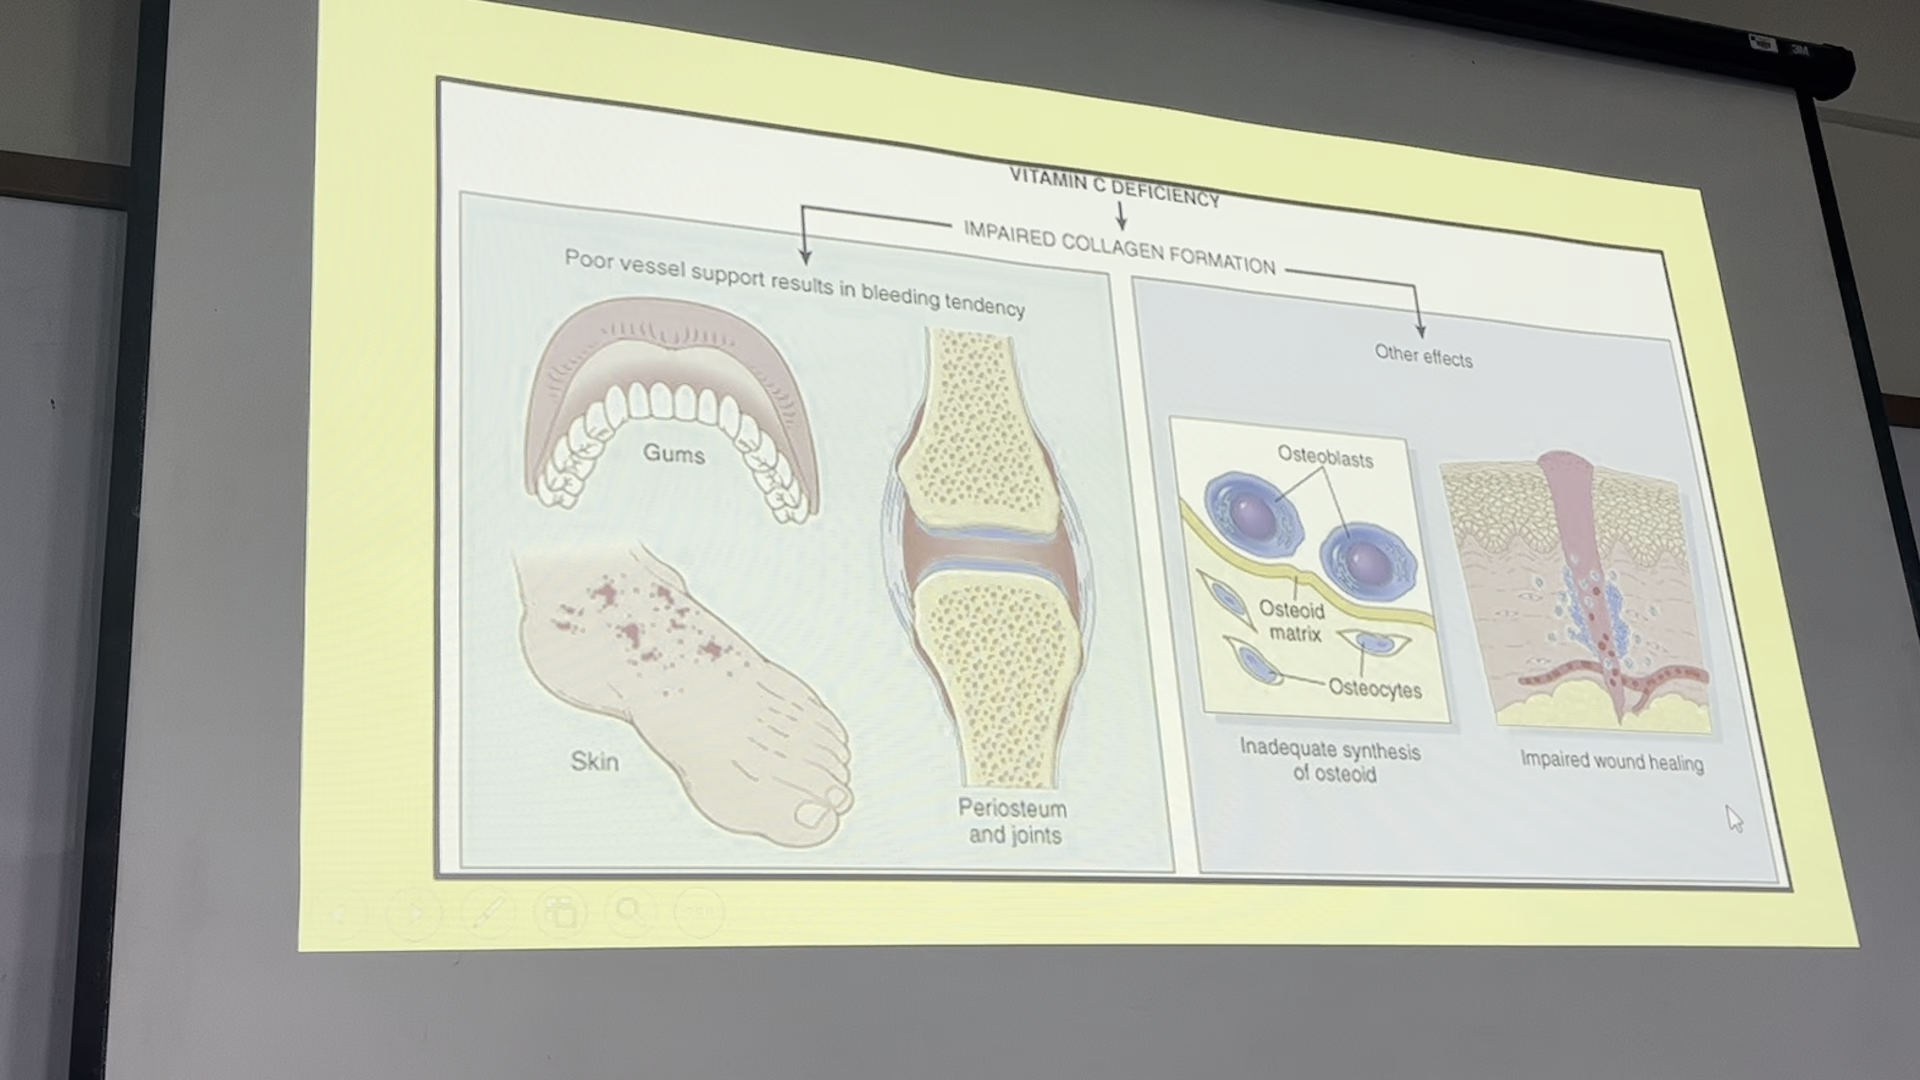 3M
VITAMIN C DEFICIENCY
IMPAIRED COLLAGEN FORMATION
Poor vessel support results in bleeding tendency
Gums
Skin
Periosteum
and joints
Other effects
Osteoblasts
Osteoid
matrix
Osteocytes
Inadequate synthesis
of osteoid
Impaired wound healing